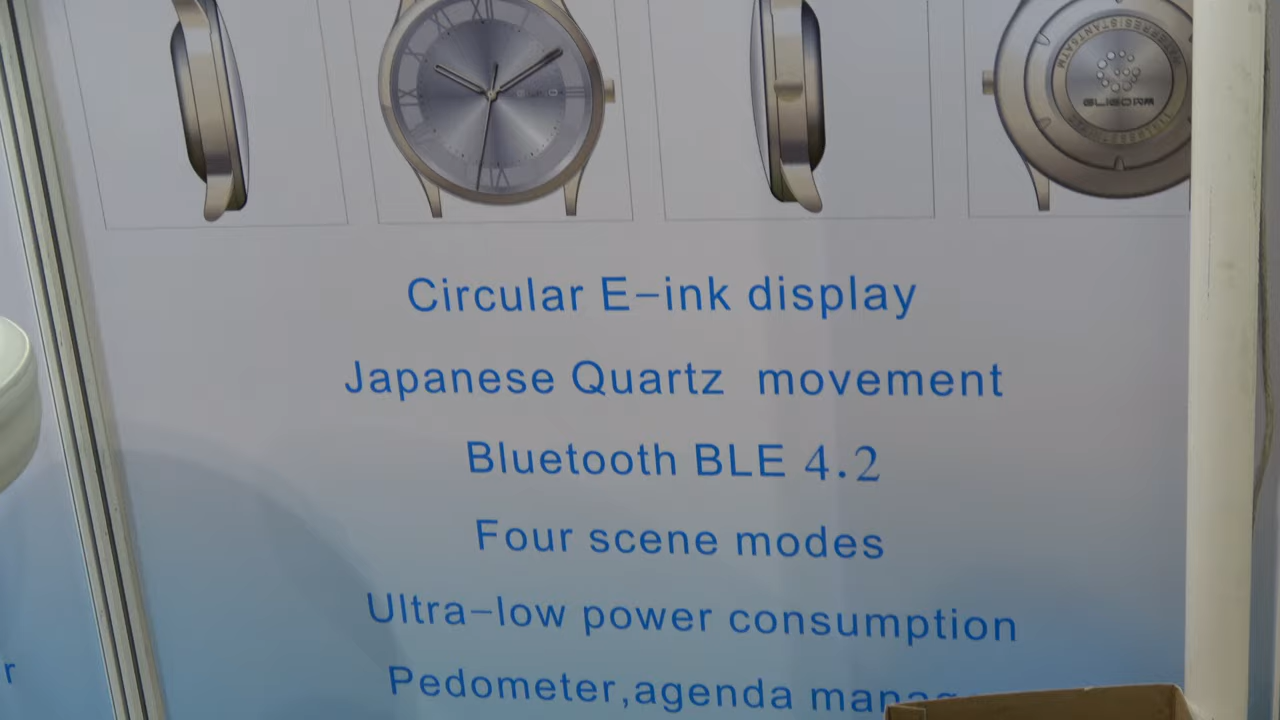 Circular E-ink display
Japanese Quartz movement
Bluetooth BLE 4.2
Four scene modes
Ultra-low power consumption
Pedometer,agenda
r